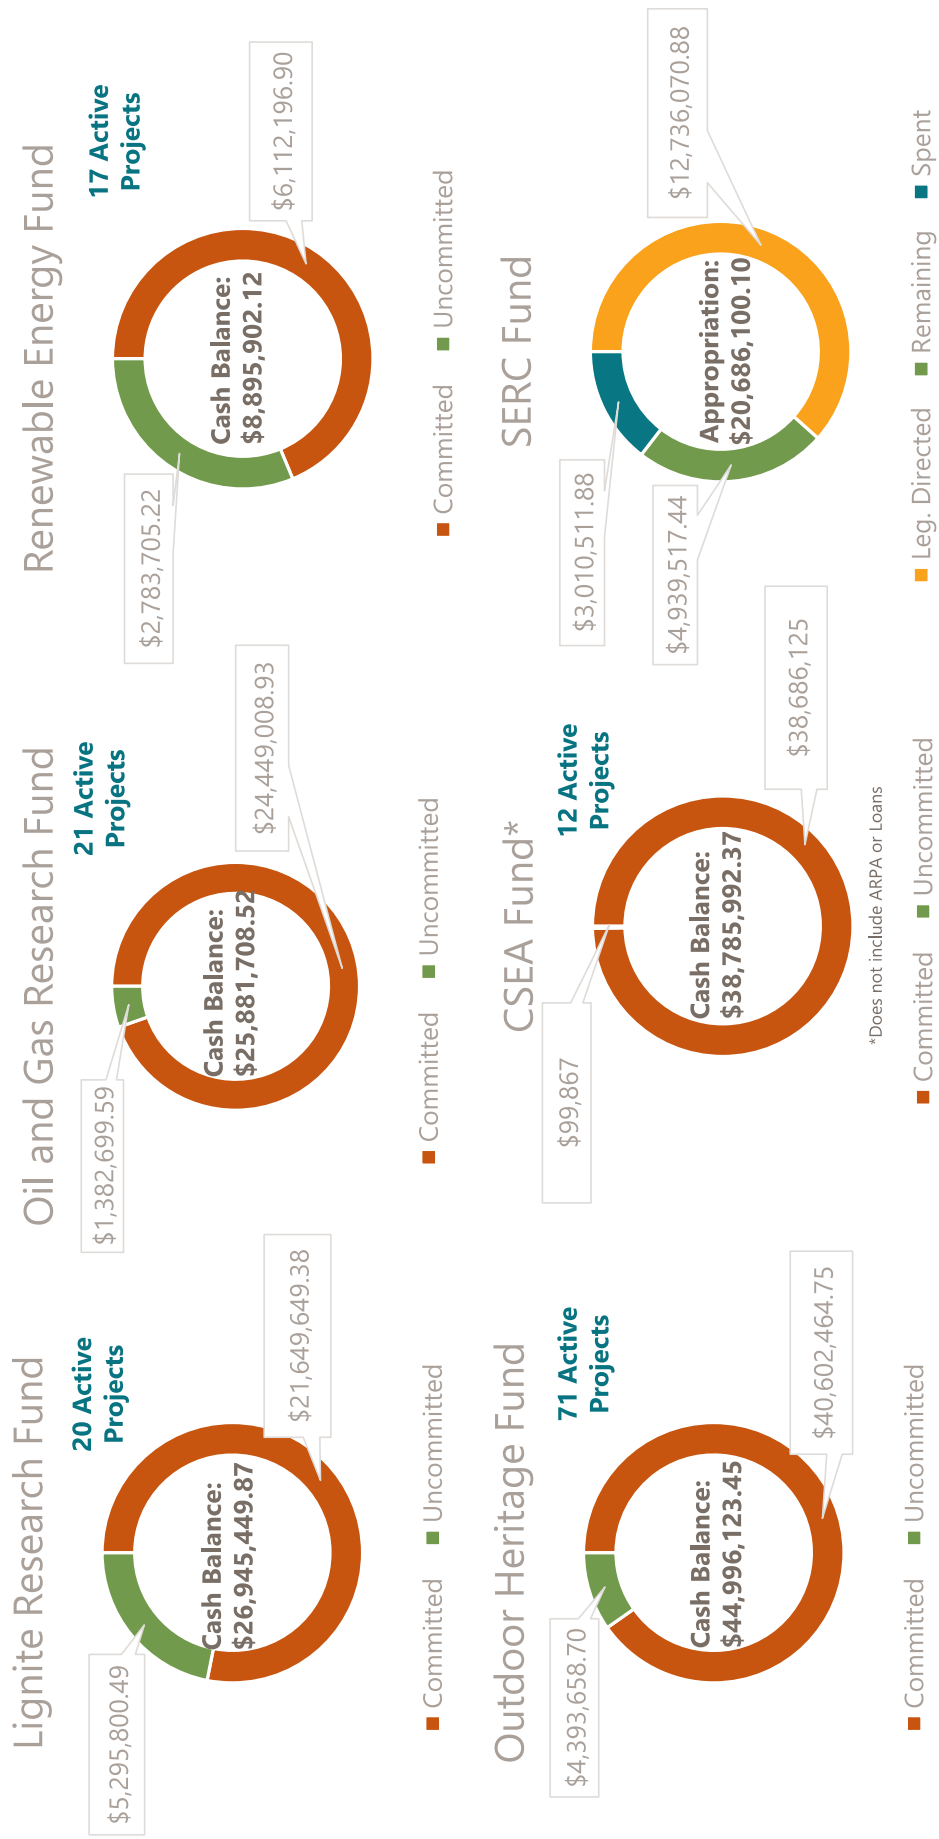 Lignite Research Fund
20 Active
Projects
$5,295,800.49
Cash Balance:
$26,945,449.87
$21,649,649.38
Committed
Uncommitted
Oil and Gas Research Fund
21 Active
Projects
$1,382,699.59
Cash Balance:
$25,881,708.52
$24,449,008.93
Committed
Uncommitted
Renewable Energy Fund
17 Active
Projects
$2,783,705.22
Cash Balance:
$8,895,902.12
$6,112,196.90
Committed
Uncommitted
Outdoor Heritage Fund
71 Active
Projects
$4,393,658.70
Cash Balance:
$44,996,123.45
$40,602,464.75
Committed
Uncommitted
CSEA Fund*
12 Active
Projects
$99,867
Cash Balance:
$38,785,992.37
$38,686,125
*Does not include ARPA or Loans
Committed
Uncommitted
SERC Fund
$3,010,511.88
$4,939,517.44
Appropriation:
$20,686,100.10
$12,736,070.88
Leg. Directed
Remaining
Spent